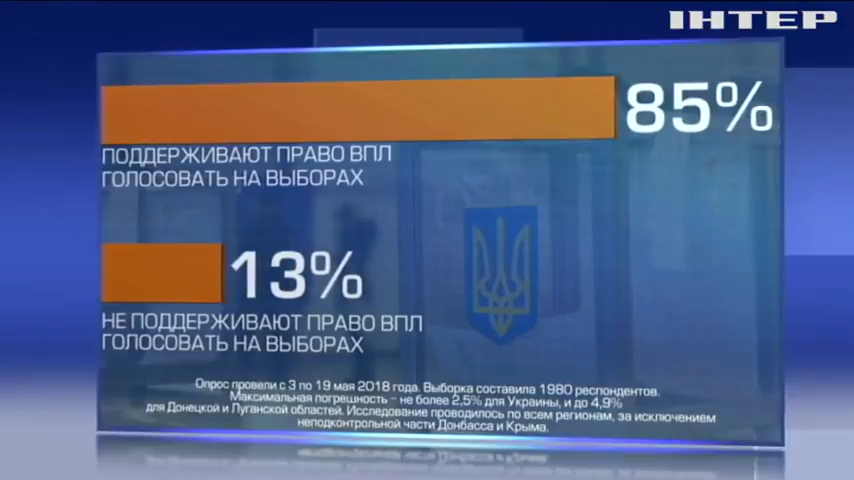 ІНТЕР
85%
ПОДДЕРЖИВАЮТ ПРАВО ВПЛ
ГОЛОСОВАТЬ НА ВЫБОРАХ
13%
НЕ ПОДДЕРЖИВАЮТ ПРАВО ВПЛ
ГОЛОСОВАТЬ НА ВЫБОРАХ
Опрос провели с 3 по 19 мая 2018 года. Выборка составила 1980 респондентов.
Максимальная погрешность – не более 2,5% для Украины, и до 4,9%
для Донецкой и Луганской областей. Исследование проводилось по всем регионам, за исключением
неподконтрольной части Донбасса и Крыма.